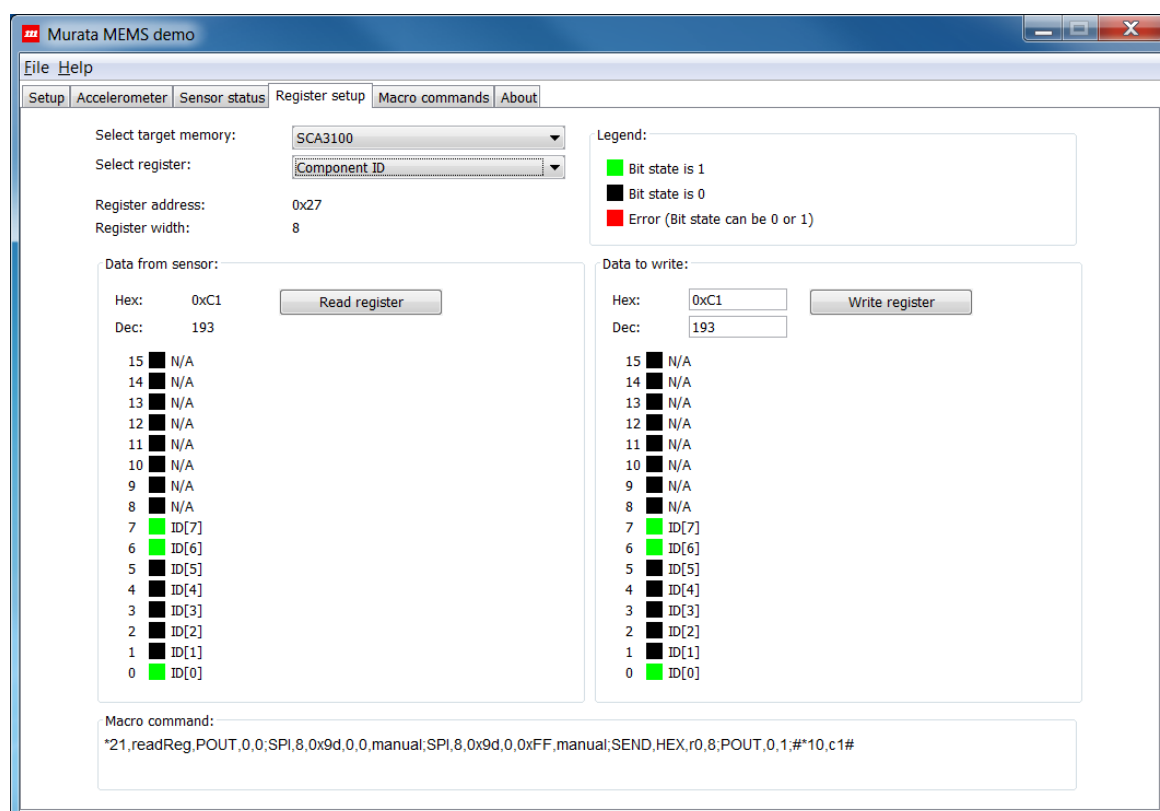 Murata MEMS demo
File Help
Setup Accelerometer Sensor status Register setup Macro commands About
Select target memory: SCA3100
Select register: Component ID
Register address: 0x27
Register width: 8
Legend:
Bit state is 1
Bit state is 0
Error (Bit state can be 0 or 1)
Data from sensor:
Hex: 0xC1 Read register
Dec: 193
15 N/A
14 N/A
13 N/A
12 N/A
11 N/A
10 N/A
9 N/A
8 N/A
7 ID[7]
6 ID[6]
5 ID[5]
4 ID[4]
3 ID[3]
2 ID[2]
1 ID[1]
0 ID[0]
Data to write:
Hex: 0xC1 Write register
Dec: 193
15 N/A
14 N/A
13 N/A
12 N/A
11 N/A
10 N/A
9 N/A
8 N/A
7 ID[7]
6 ID[6]
5 ID[5]
4 ID[4]
3 ID[3]
2 ID[2]
1 ID[1]
0 ID[0]
Macro command:
*21,readReg,POUT,0,0;SPI,8,0x9d,0,0,manual;SPI,8,0x9d,0,0xFF,manual;SEND,HEX,r0,8;POUT,0,1;#*10,c1#